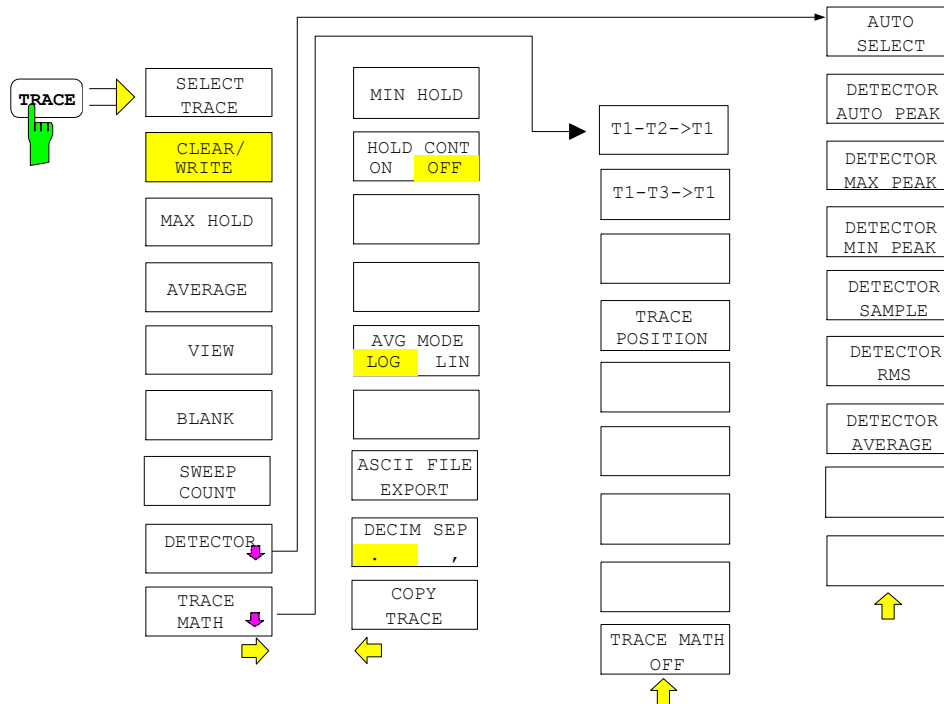 TRACE
SELECT
TRACE
CLEAR/
WRITE
MAX HOLD
AVERAGE
VIEW
BLANK
SWEEP
COUNT
DETECTOR
TRACE
MATH
MIN HOLD
HOLD CONT
ON OFF
AVG MODE
LOG LIN
ASCII FILE
EXPORT
DECIM SEP
. ,
COPY
TRACE
T1-T2->T1
T1-T3->T1
TRACE
POSITION
TRACE MATH
OFF
AUTO
SELECT
DETECTOR
AUTO PEAK
DETECTOR
MAX PEAK
DETECTOR
MIN PEAK
DETECTOR
SAMPLE
DETECTOR
RMS
DETECTOR
AVERAGE